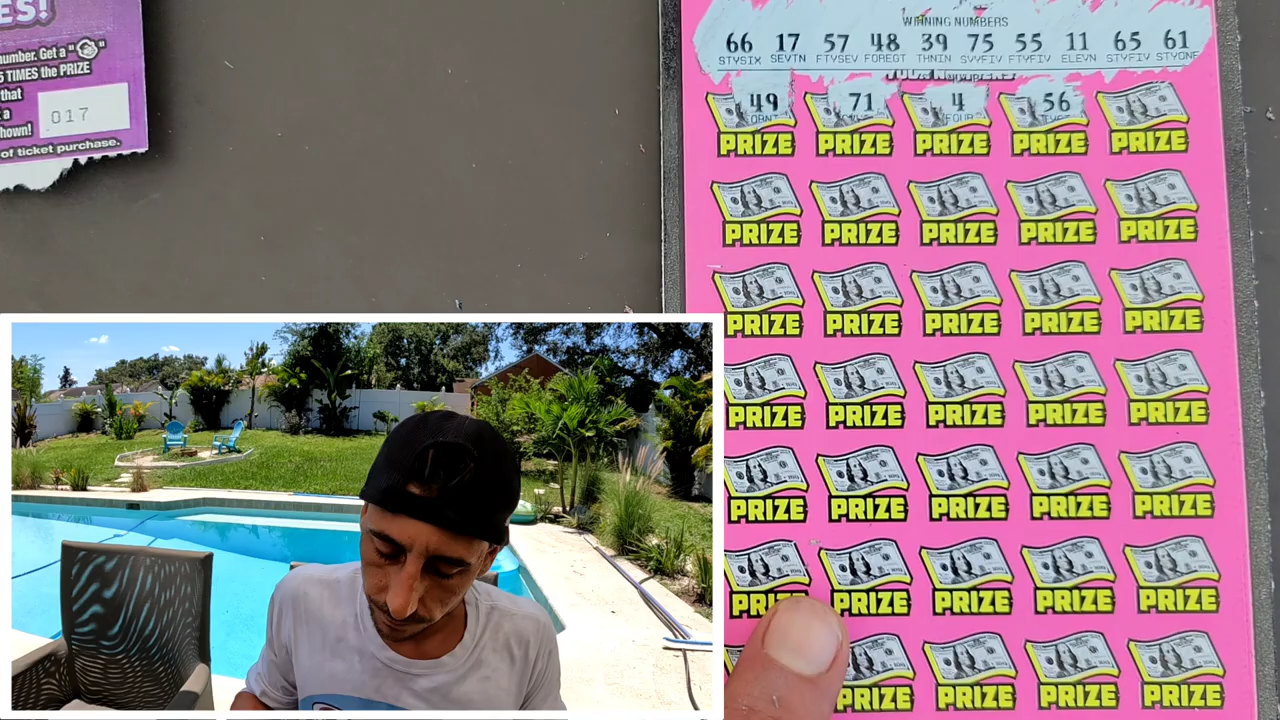 ES!
number. Get a "
5 TIMES the PRIZE
that
a
hown!
017
of ticket purchase.
WINNING NUMBERS
66 17 57 48 39 75 55 11 65 61
STYSIX SEVTN FTYSEV FOREGT THNIN SVYFIV FTYFIV ELEVN STYFIV STYONE
49 71 4 56
PRIZE PRIZE PRIZE PRIZE PRIZE
PRIZE PRIZE PRIZE PRIZE PRIZE
PRIZE PRIZE PRIZE PRIZE PRIZE
PRIZE PRIZE PRIZE PRIZE PRIZE
PRIZE PRIZE PRIZE PRIZE PRIZE
PRIZE PRIZE PRIZE PRIZE PRIZE
PRIZE PRIZE PRIZE PRIZE